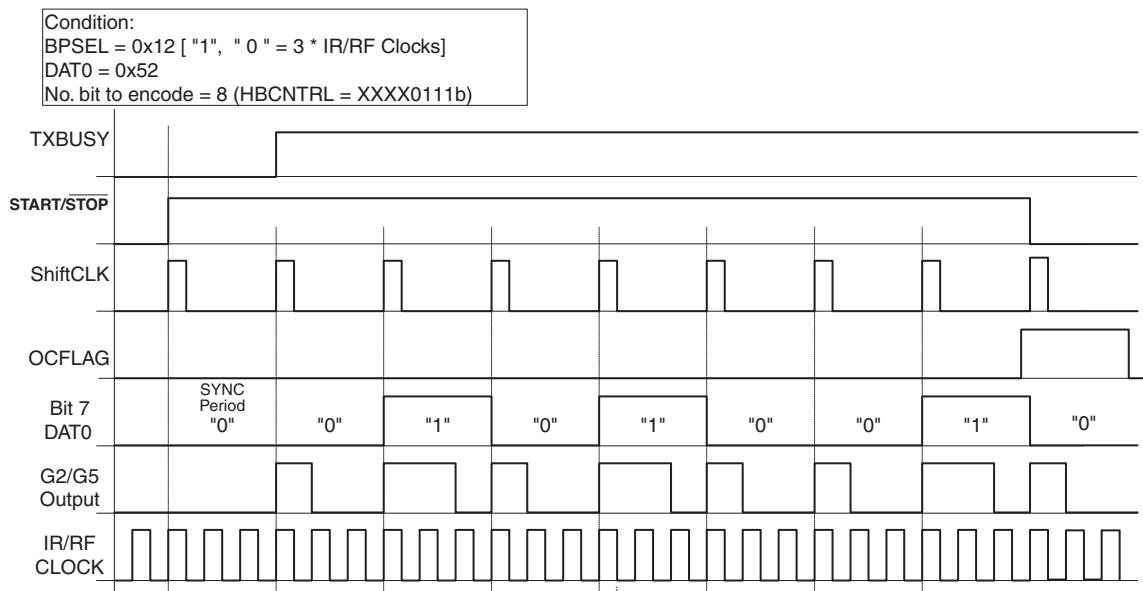 Condition:
BPSEL = 0x12 [ "1",  " 0 " = 3 * IR/RF Clocks]
DAT0 = 0x52
No. bit to encode = 8 (HBCNTRL = XXXX0111b)
TXBUSY
START/STOP
ShiftCLK
OCFLAG
SYNC
Period
Bit 7
DAT0
"0" "0" "1" "0" "1" "0" "0" "1" "0"
G2/G5
Output
IR/RF
CLOCK